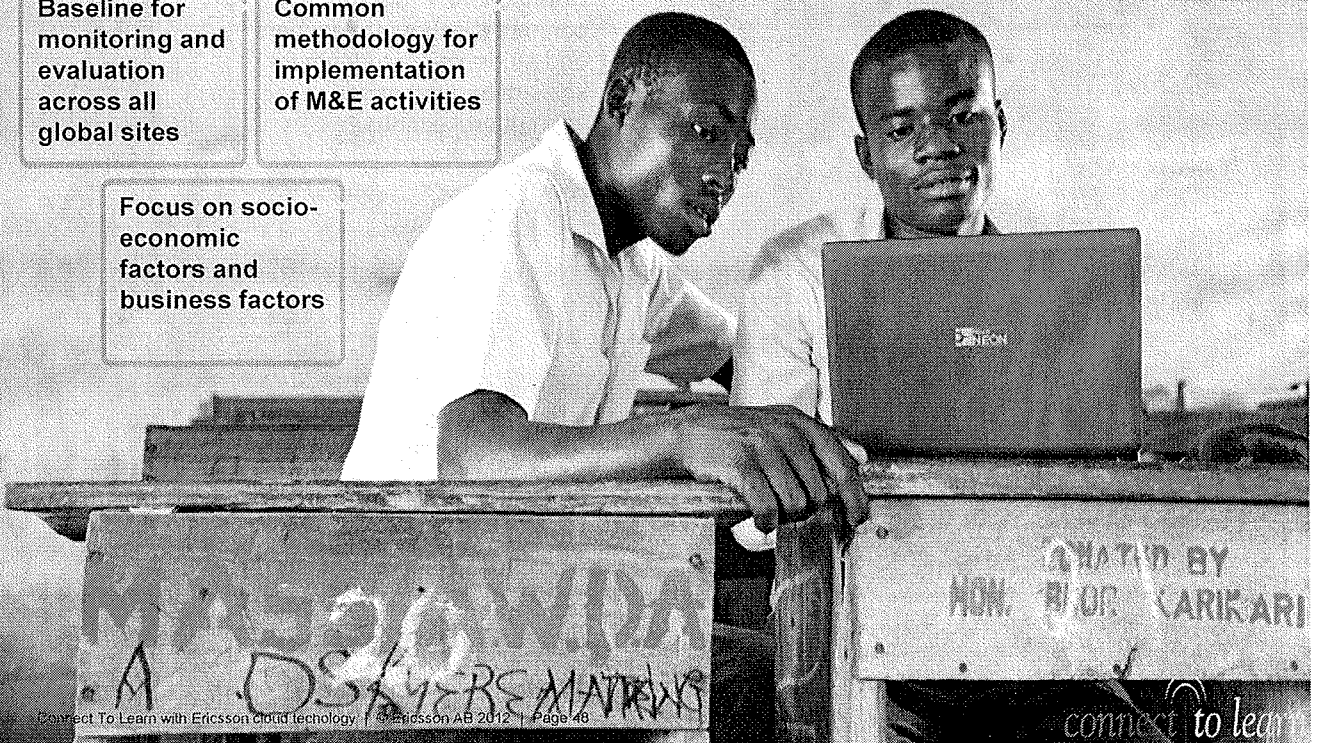 Baseline for
monitoring and
evaluation
across all
global sites
Common
methodology for
implementation
of M&E activities
Focus on socio-
economic
factors and
business factors
NEON
BY
HON. KARIKARI
A
Connect To Learn with Ericsson cloud techology | © Ericsson AB 2012 | Page 48
connect to learn